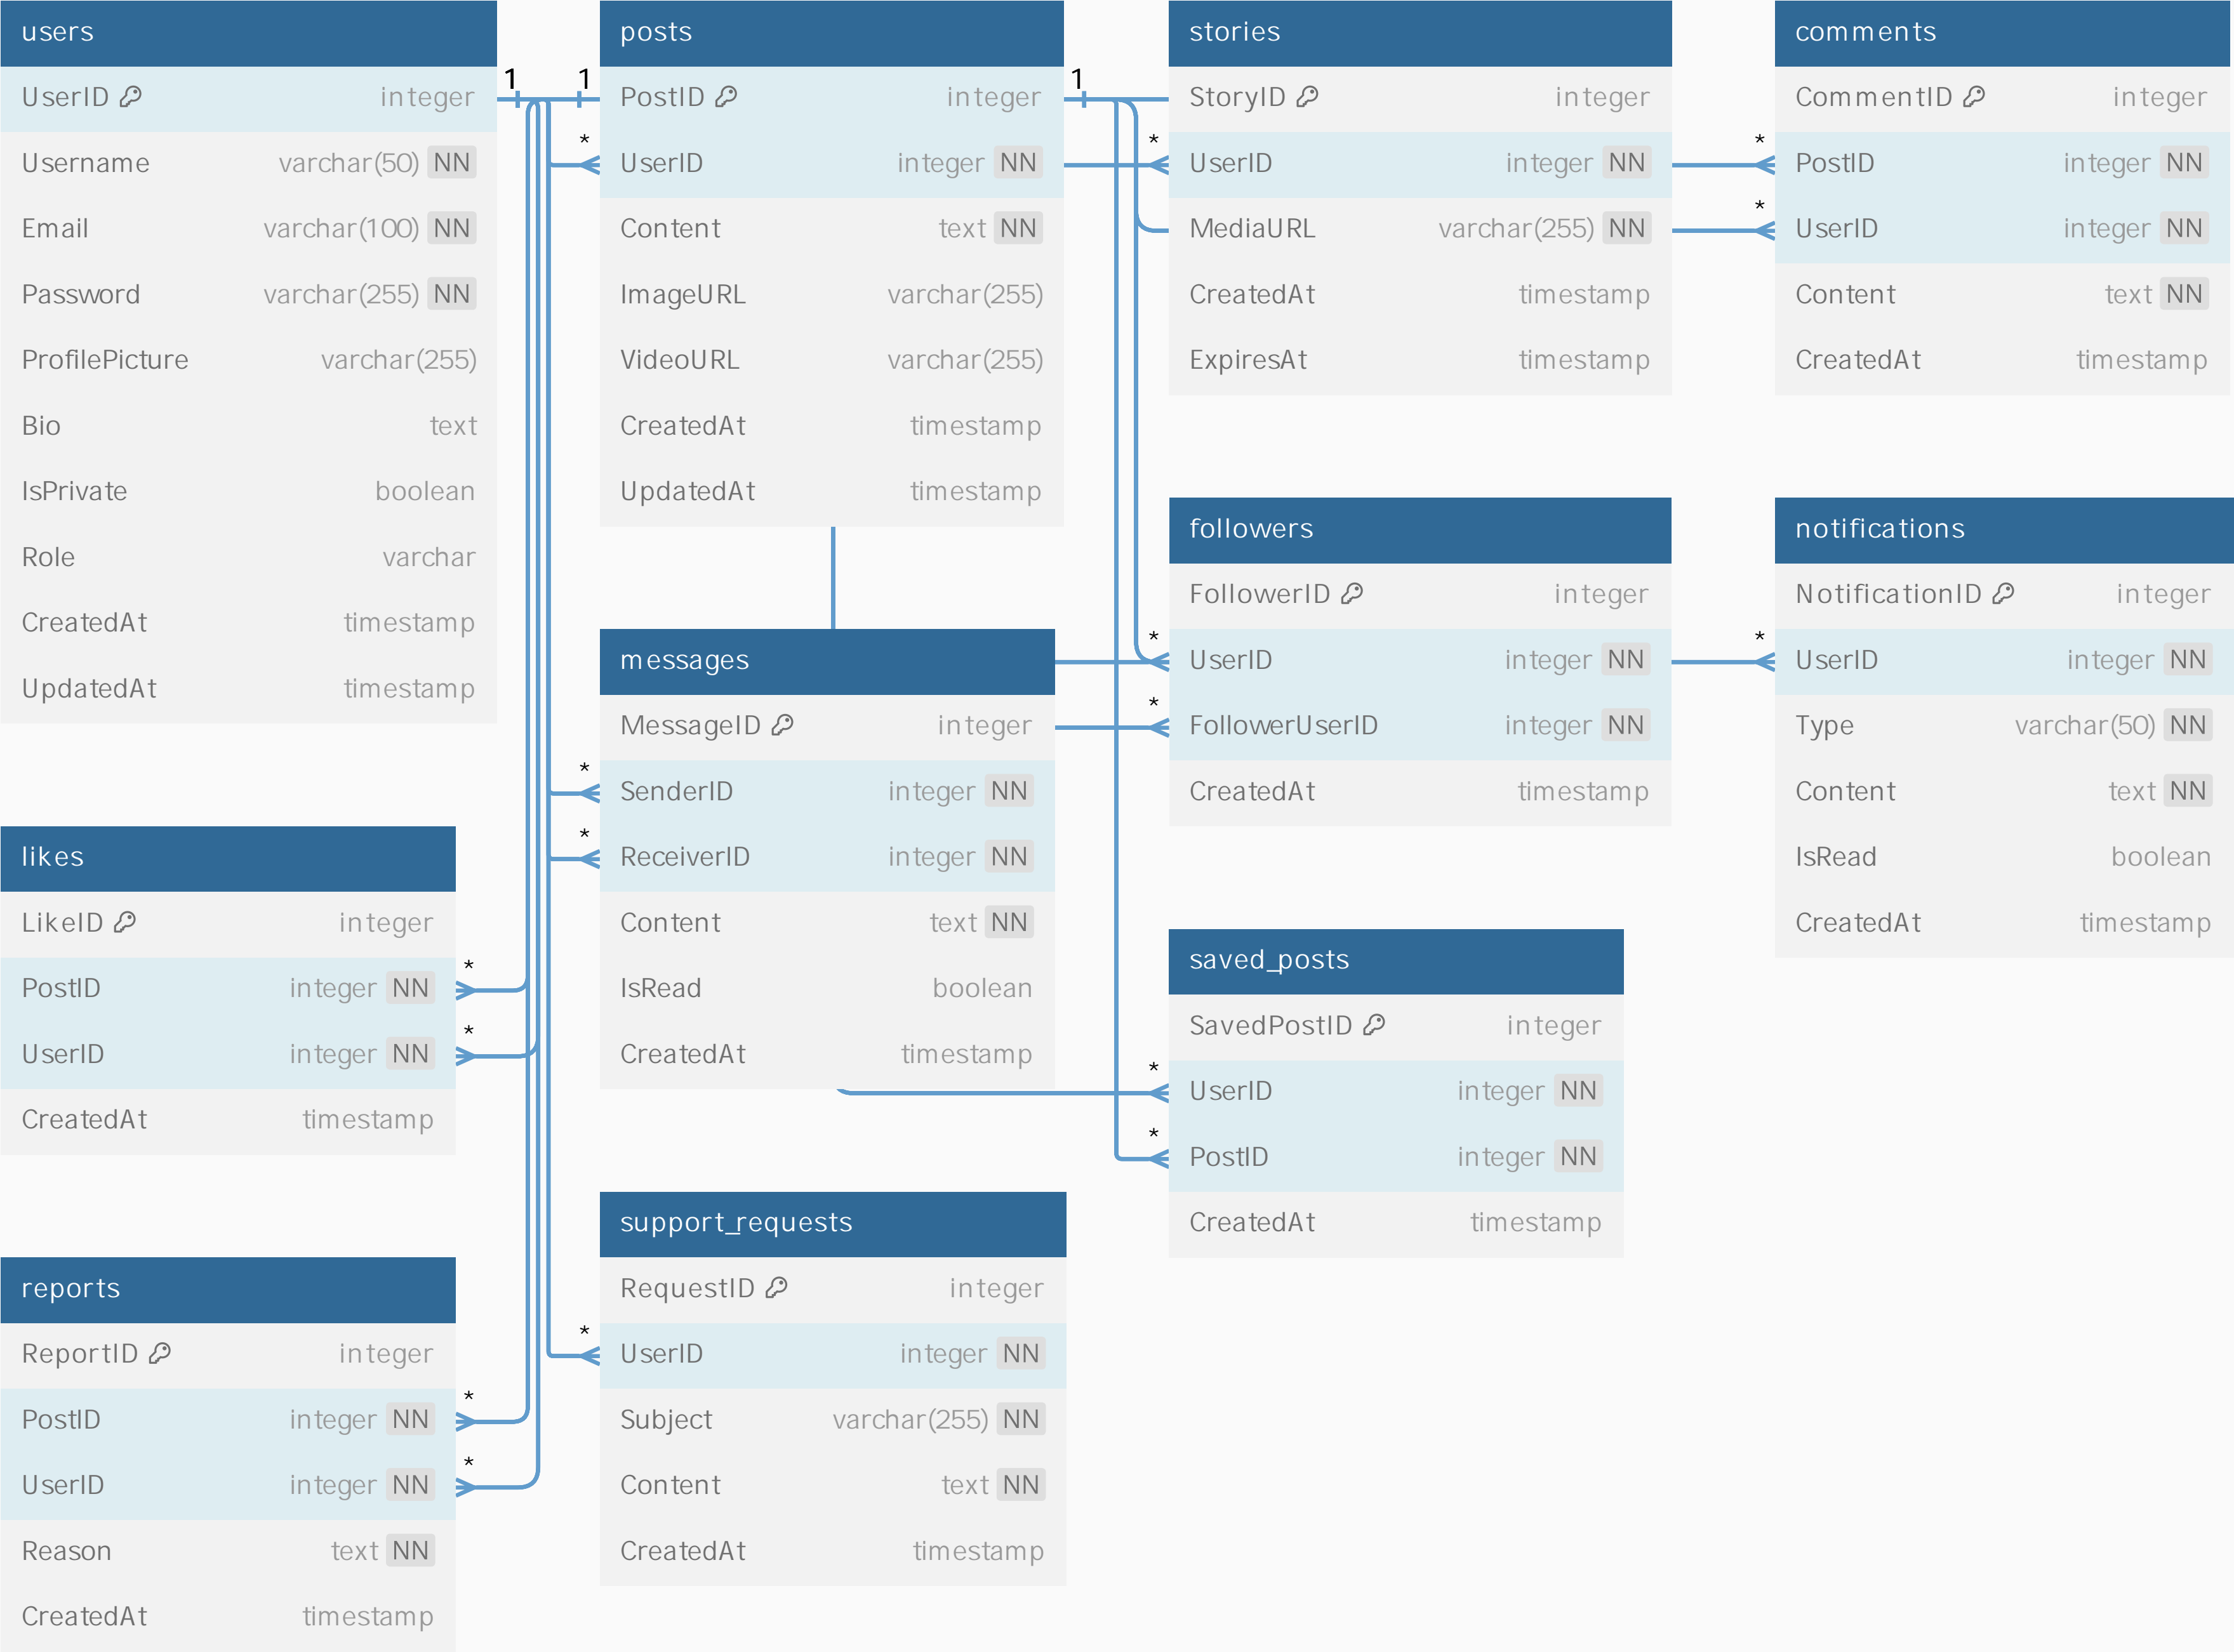 users
1
UserID integer
Username varchar(50) NN
Email varchar(100) NN
Password varchar(255) NN
ProfilePicture varchar(255)
Bio text
IsPrivate boolean
Role varchar
CreatedAt timestamp
UpdatedAt timestamp
posts
1
1
PostID integer
*
UserID integer NN
Content text NN
ImageURL varchar(255)
VideoURL varchar(255)
CreatedAt timestamp
UpdatedAt timestamp
stories
StoryID integer
*
UserID integer NN
MediaURL varchar(255) NN
CreatedAt timestamp
ExpiresAt timestamp
comments
CommentID integer
*
PostID integer NN
*
UserID integer NN
Content text NN
CreatedAt timestamp
messages
MessageID integer
*
SenderID integer NN
*
ReceiverID integer NN
Content text NN
IsRead boolean
CreatedAt timestamp
followers
FollowerID integer
*
UserID integer NN
*
FollowerUserID integer NN
CreatedAt timestamp
notifications
NotificationID integer
*
UserID integer NN
Type varchar(50) NN
Content text NN
IsRead boolean
CreatedAt timestamp
likes
LikeID integer
*
PostID integer NN
*
UserID integer NN
CreatedAt timestamp
saved_posts
SavedPostID integer
*
UserID integer NN
*
PostID integer NN
CreatedAt timestamp
support_requests
RequestID integer
*
UserID integer NN
Subject varchar(255) NN
Content text NN
CreatedAt timestamp
reports
ReportID integer
*
PostID integer NN
*
UserID integer NN
Reason text NN
CreatedAt timestamp